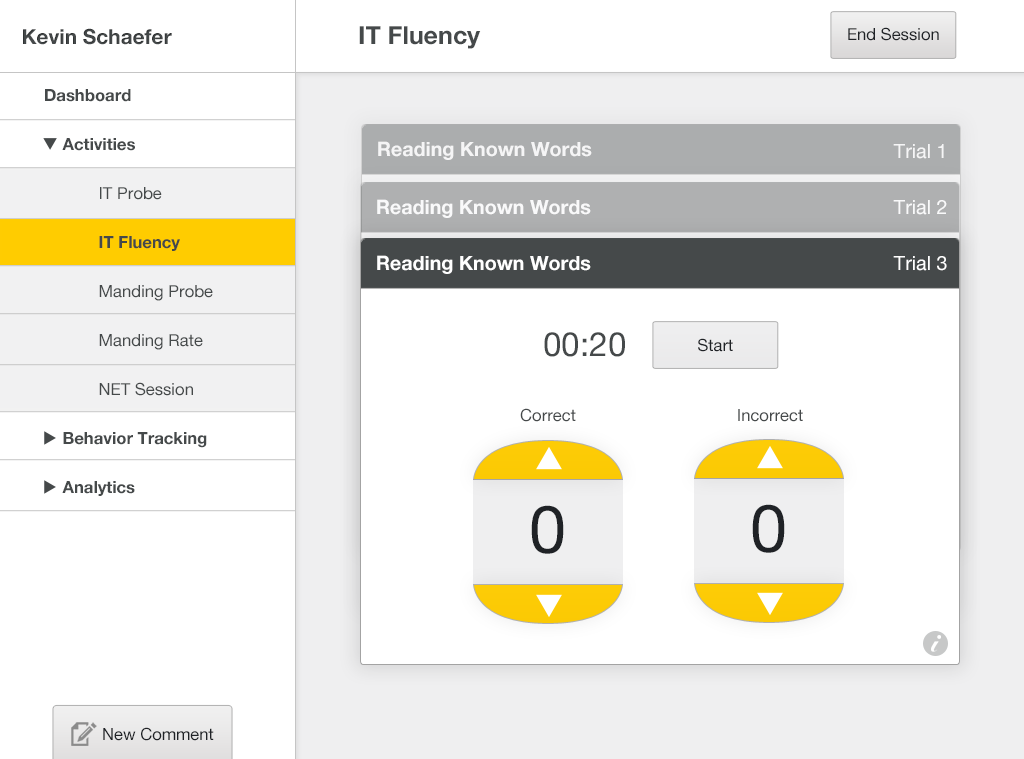 Kevin Schaefer
IT Fluency
End Session
Dashboard
Activities
IT Probe
IT Fluency
Manding Probe
Manding Rate
NET Session
Behavior Tracking
Analytics
New Comment
Reading Known Words Trial 1
Reading Known Words Trial 2
Reading Known Words Trial 3
00:20 Start
Correct Incorrect
0 0
i